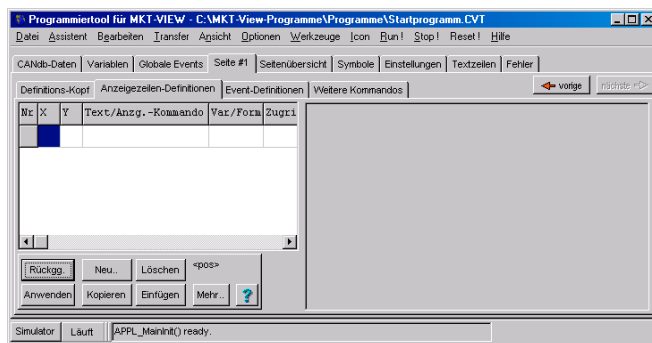 Programmiertool für MKT-VIEW - C:\MKT-View-Programme\Programme\Startprogramm.CVT
Datei Assistent Bearbeiten Transfer Ansicht Optionen Werkzeuge Icon Run! Stop! Reset! Hilfe
CANdb-Daten Variablen Globale Events Seite #1 Seitenübersicht Symbole Einstellungen Textzeilen Fehler
Definitions-Kopf Anzeigezeilen-Definitionen Event-Definitionen Weitere Kommandos vorige nächste
Nr X Y Text/Anzg.-Kommando Var/Form Zugri
Rückgg. Neu.. Löschen <pos>
Anwenden Kopieren Einfügen Mehr.. ?
Simulator Läuft APPL_MainInit() ready.